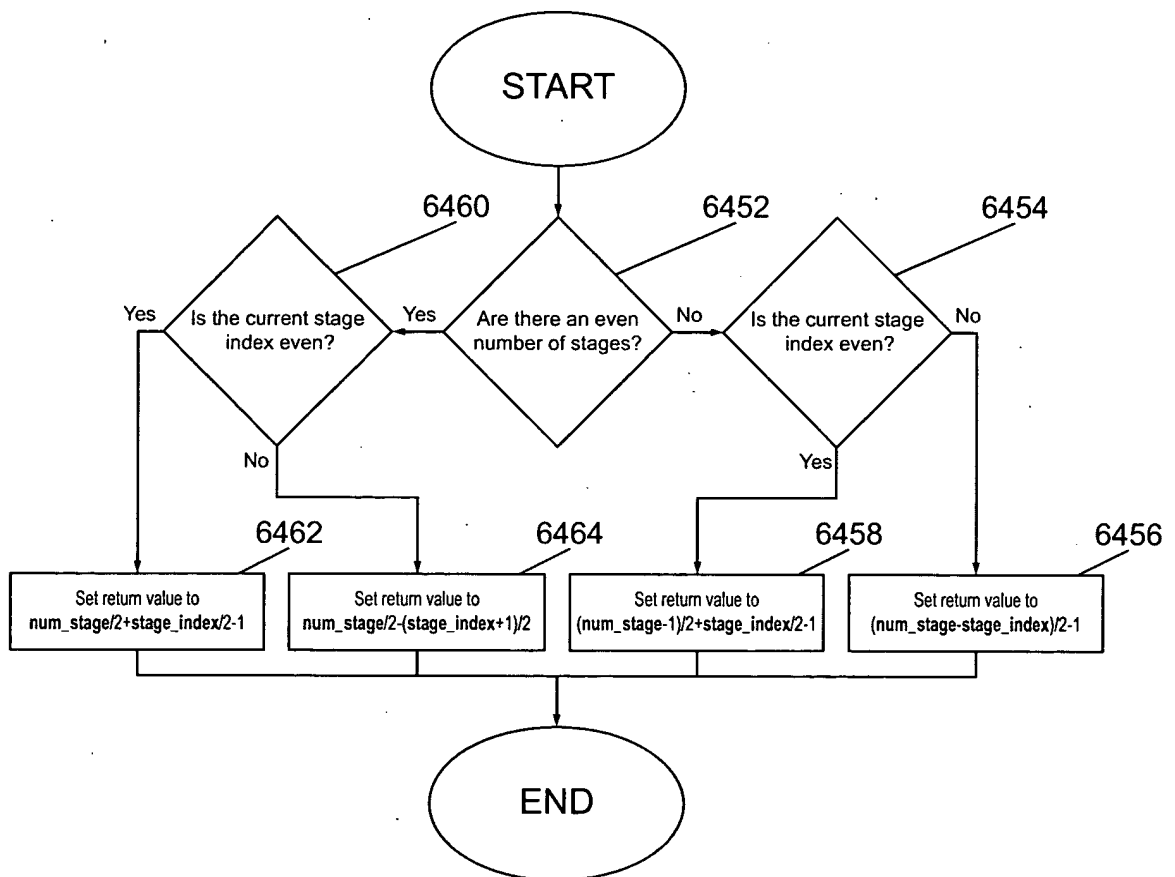 START
6460
6452
6454
Yes
Is the current stage
index even?
Yes
Are there an even
number of stages?
No
Is the current stage
index even?
No
No
Yes
6462
6464
6458
6456
Set return value to
num_stage/2+stage_index/2-1
Set return value to
num_stage/2-(stage_index+1)/2
Set return value to
(num_stage-1)/2+stage_index/2-1
Set return value to
(num_stage-stage_index)/2-1
END